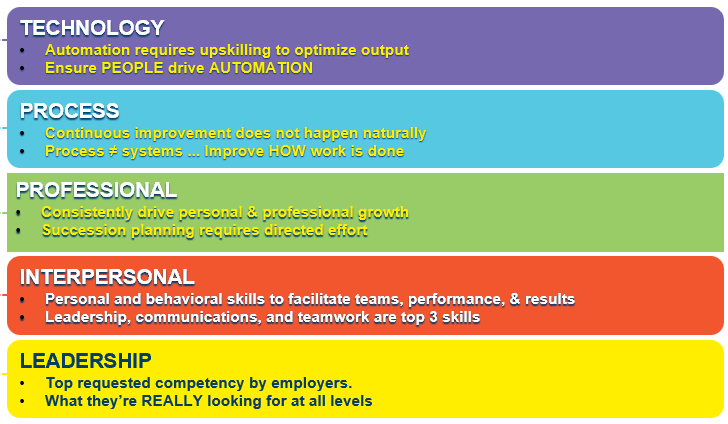 TECHNOLOGY
• Automation requires upskilling to optimize output
• Ensure PEOPLE drive AUTOMATION
PROCESS
• Continuous improvement does not happen naturally
• Process ≠ systems ... Improve HOW work is done
PROFESSIONAL
• Consistently drive personal & professional growth
• Succession planning requires directed effort
INTERPERSONAL
• Personal and behavioral skills to facilitate teams, performance, & results
• Leadership, communications, and teamwork are top 3 skills
LEADERSHIP
• Top requested competency by employers.
• What they’re REALLY looking for at all levels